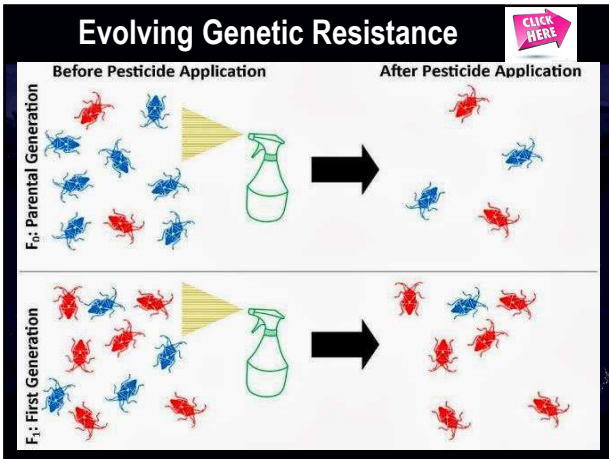 Evolving Genetic Resistance
CLICK
HERE
Before Pesticide Application
After Pesticide Application
F₀: Parental Generation
F₁: First Generation